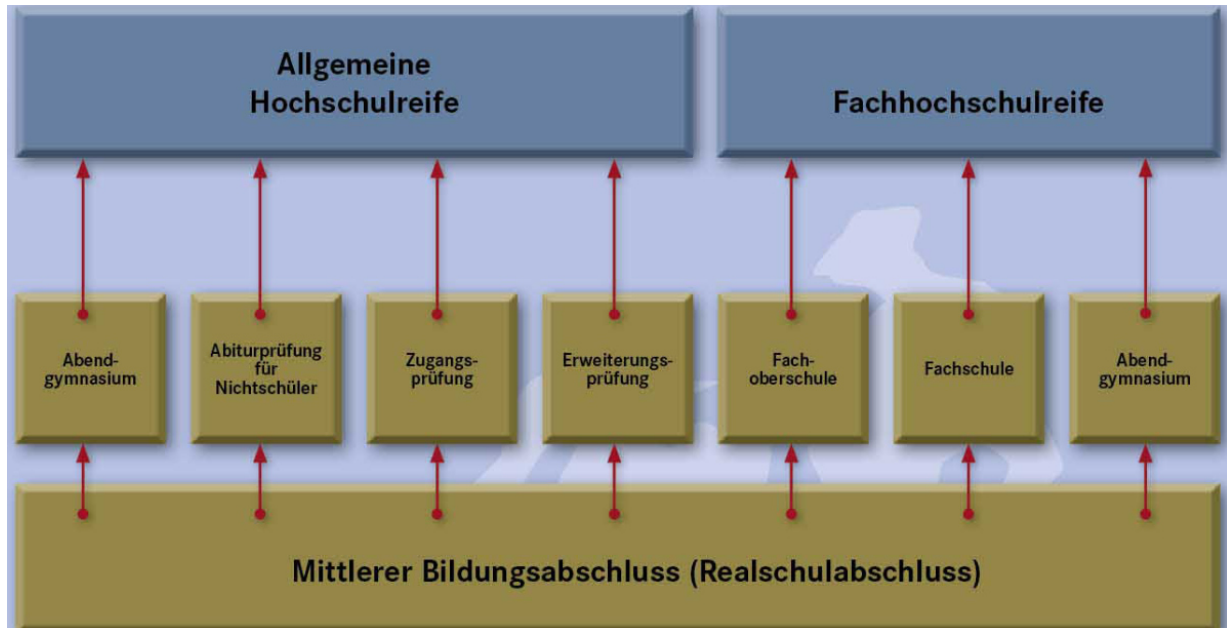 Allgemeine
Hochschulreife
Fachhochschulreife
Abend-
gymnasium
Abiturprüfung
für
Nichtschüler
Zugangs-
prüfung
Erweiterungs-
prüfung
Fach-
oberschule
Fachschule
Abend-
gymnasium
Mittlerer Bildungsabschluss (Realschulabschluss)